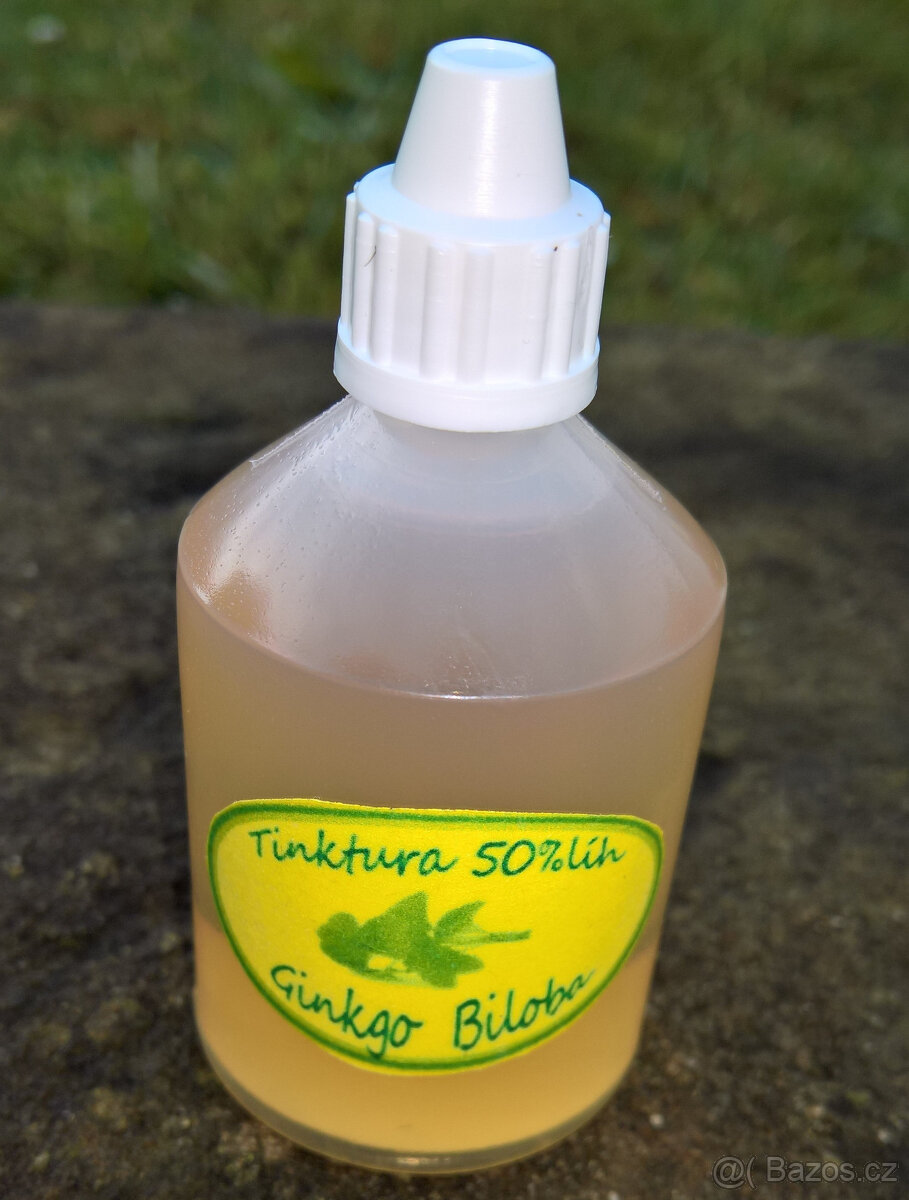 Tinktura 50%líh
Ginkgo Biloba
@( Bazos.cz